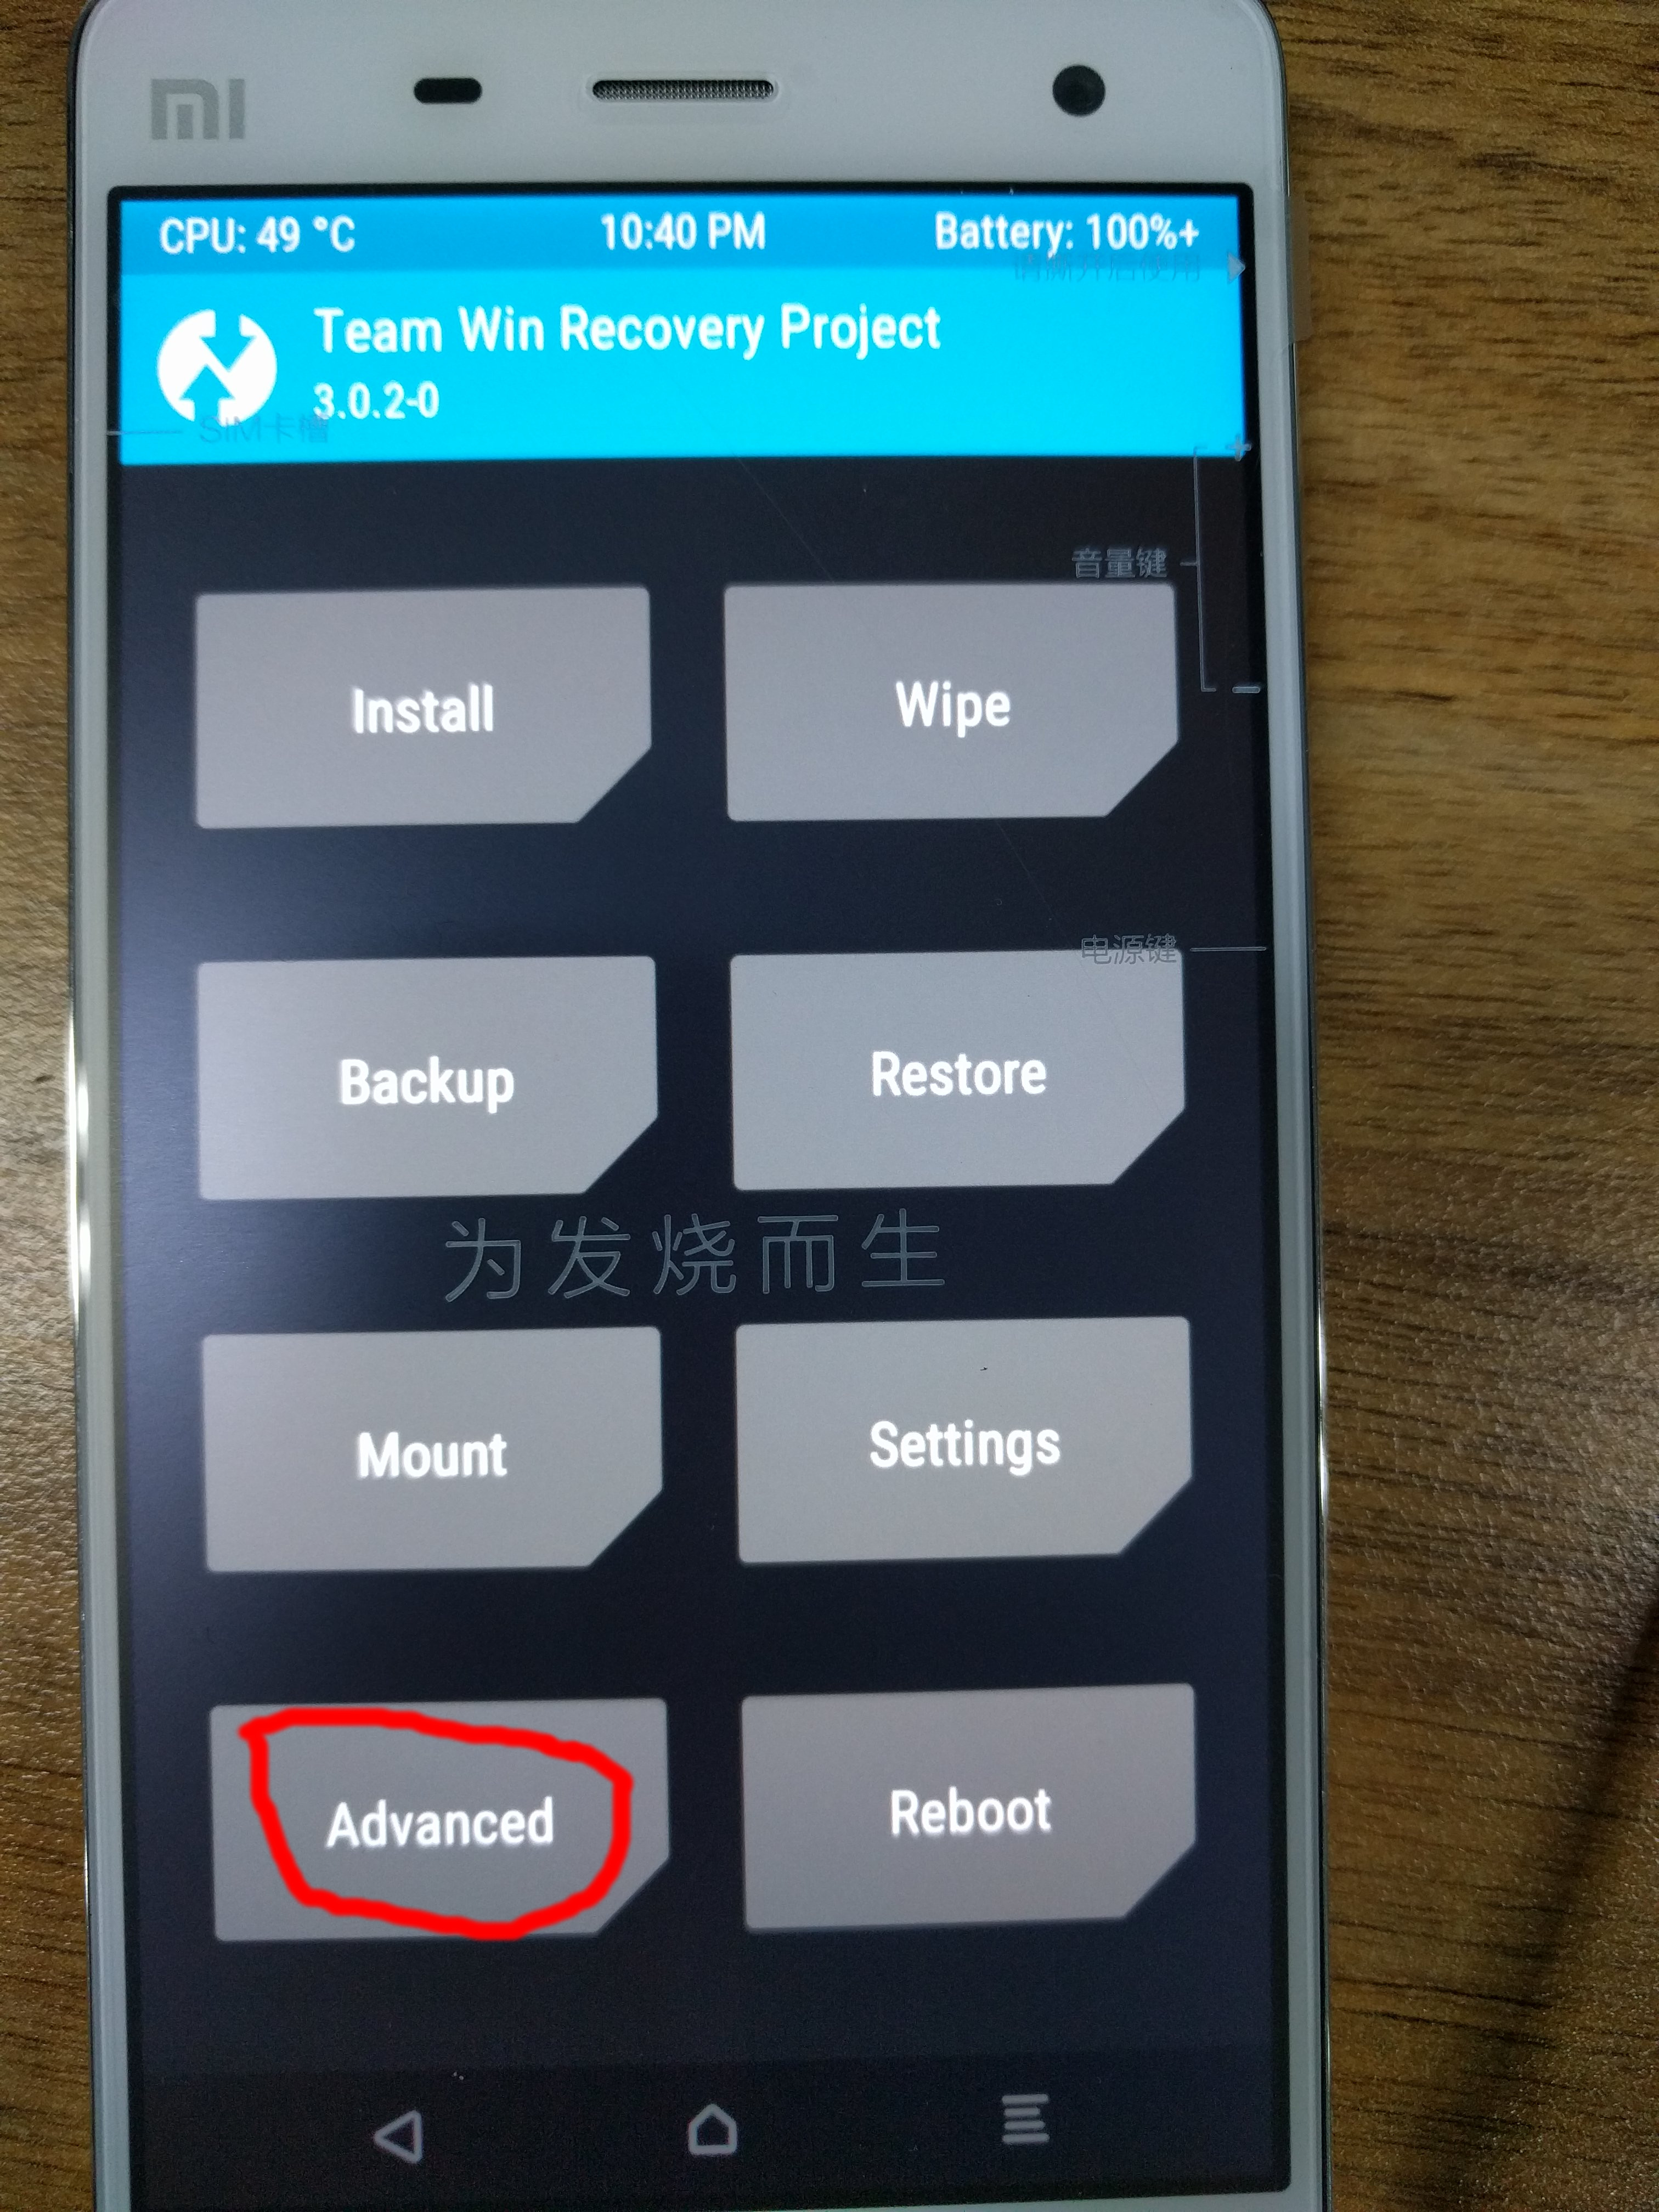 MI
CPU: 49 °C 10:40 PM Battery: 100%+
请撕开后使用
Team Win Recovery Project
3.0.2-0
SIM卡槽
+
音量键
-
Install Wipe
电源键
Backup Restore
为发烧而生
Mount Settings
Advanced Reboot